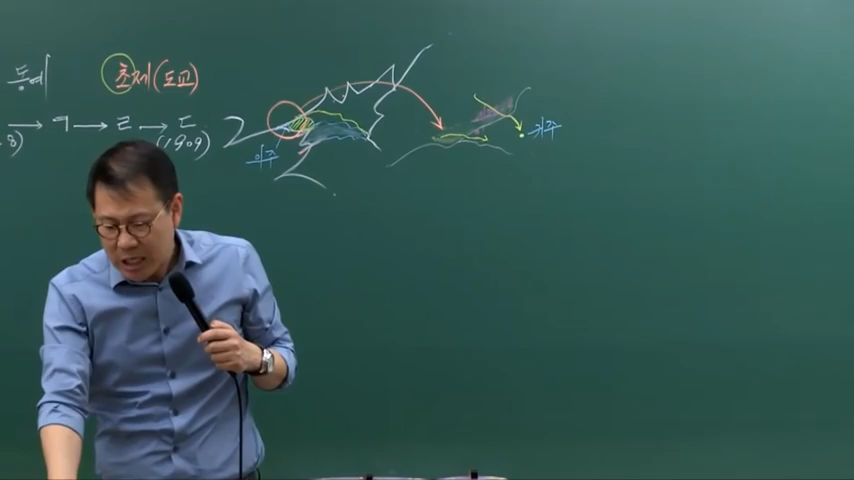 동예
초제(도교)
8) → ㄱ → ㄹ → ㄷ
(1909)
의주
귀주